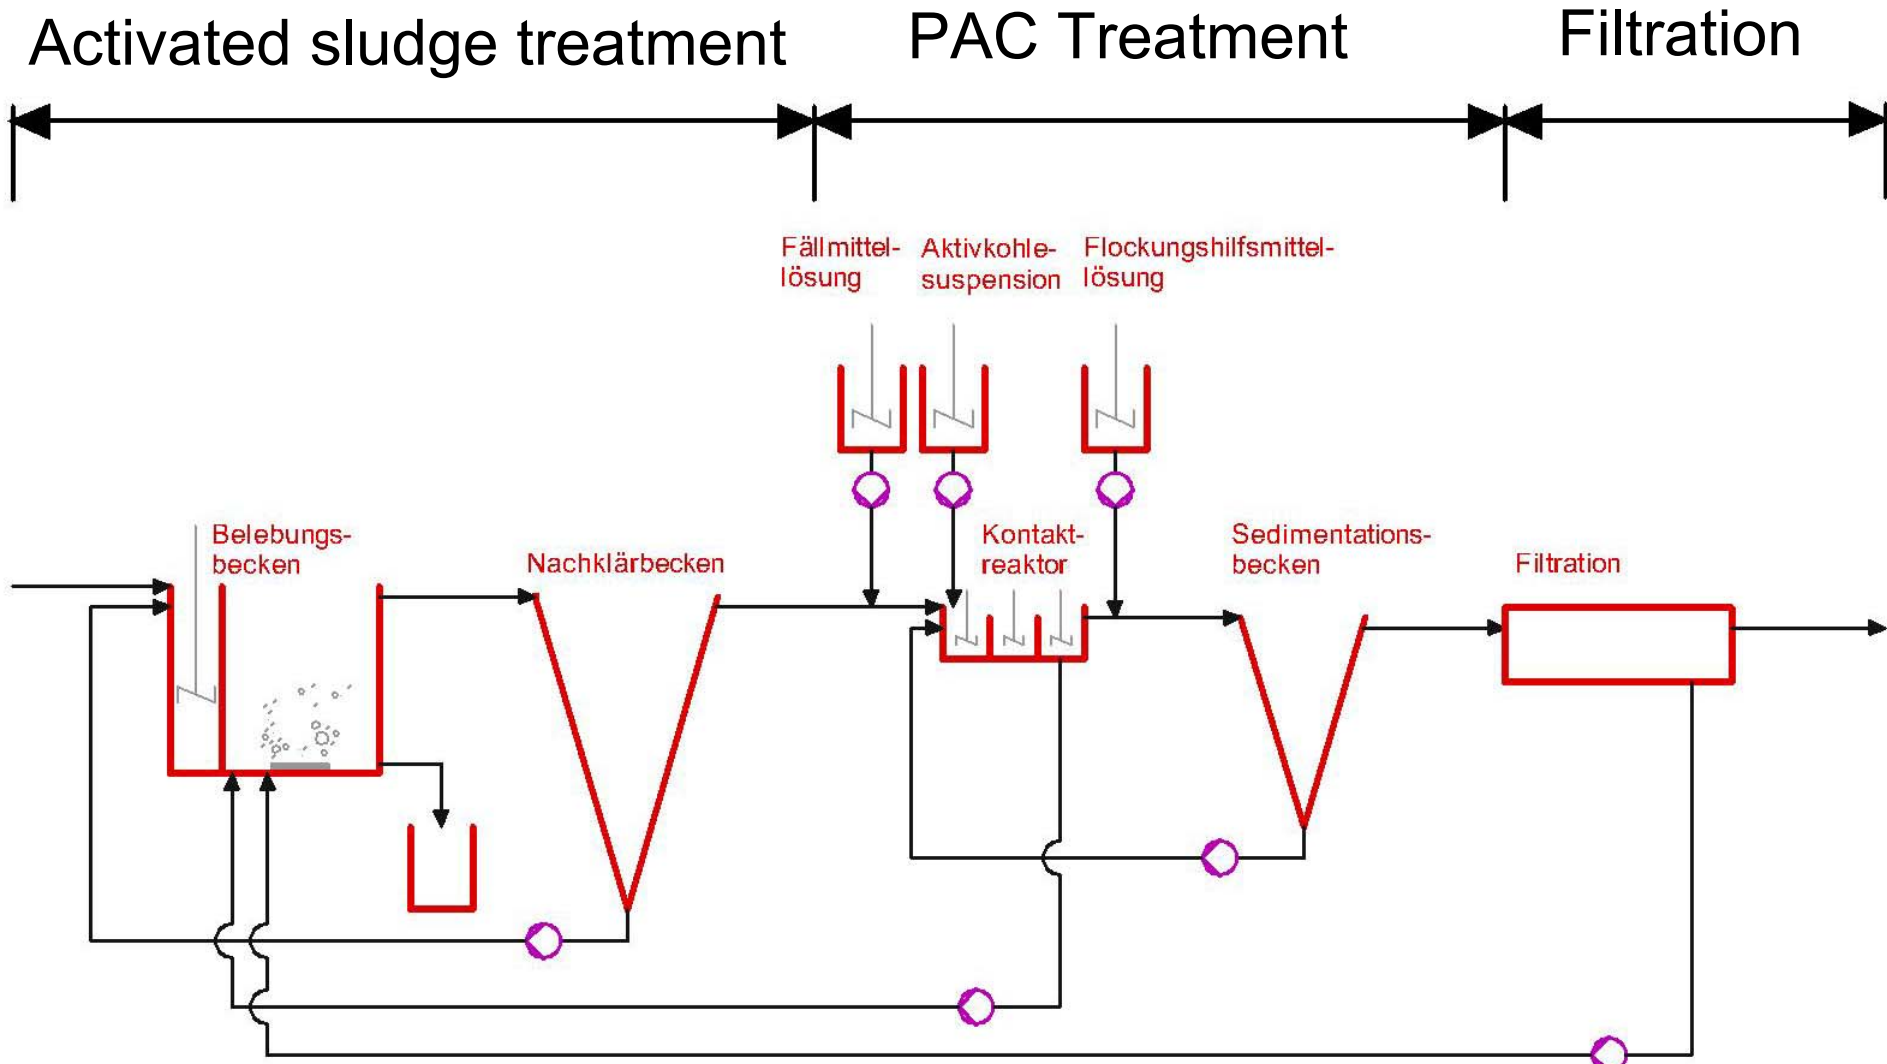 Activated sludge treatment
PAC Treatment
Filtration
Fällmittel-
lösung
Aktivkohle-
suspension
Flockungshilfsmittel-
lösung
Belebungs-
becken
Nachklärbecken
Kontakt-
reaktor
Sedimentations-
becken
Filtration